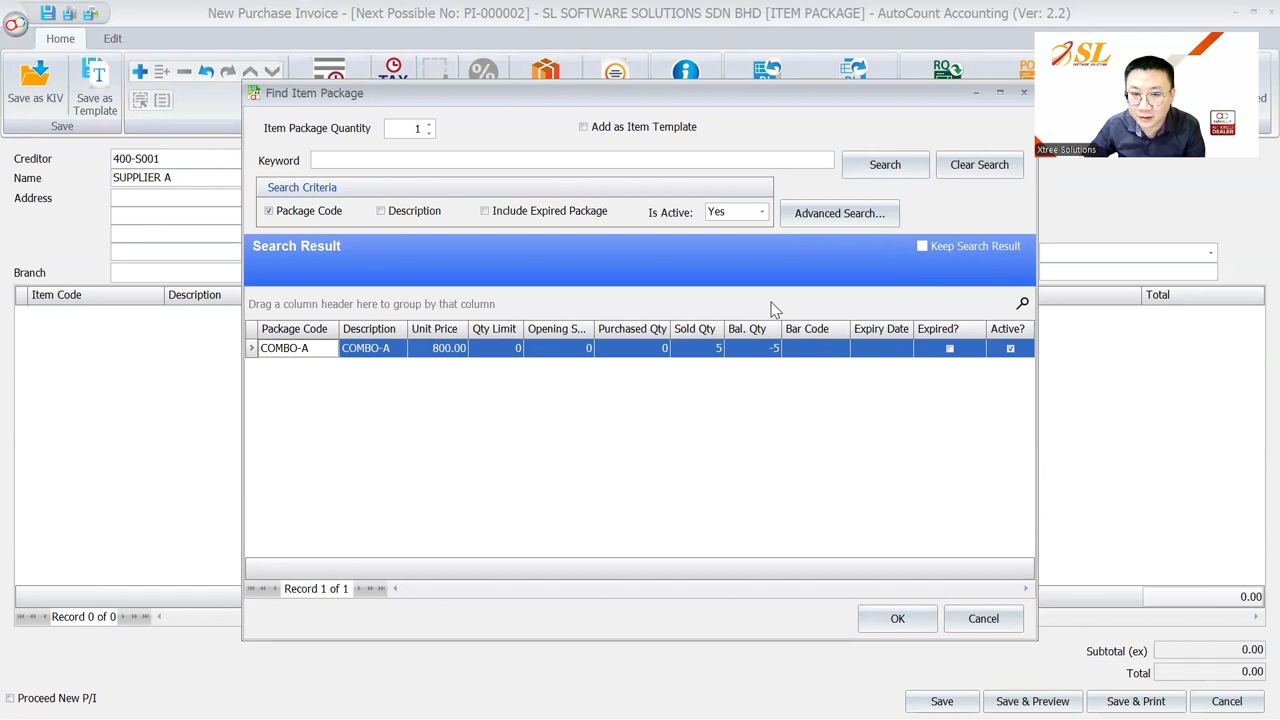 New Purchase Invoice - [Next Possible No: PI-000002] - SL SOFTWARE SOLUTIONS SDN BHD [ITEM PACKAGE] - AutoCount Accounting (Ver: 2.2)
Home Edit
Save as KIV
Save as Template
Save
TAX
RQ
PO
SL
SOFTWARE SOLUTIONS
DEALER
Xtree Solutions
Creditor 400-S001
Name SUPPLIER A
Address
Branch
Item Code Description Total
Record 0 of 0
0.00
Find Item Package
Item Package Quantity 1 Add as Item Template
Keyword Search Clear Search
Search Criteria
Package Code Description Include Expired Package Is Active: Yes Advanced Search...
Search Result Keep Search Result
Drag a column header here to group by that column
Package Code Description Unit Price Qty Limit Opening S... Purchased Qty Sold Qty Bal. Qty Bar Code Expiry Date Expired? Active?
COMBO-A COMBO-A 800.00 0 0 0 5 -5
Record 1 of 1
OK Cancel
Subtotal (ex) 0.00
Total 0.00
Proceed New P/I
Save Save & Preview Save & Print Cancel